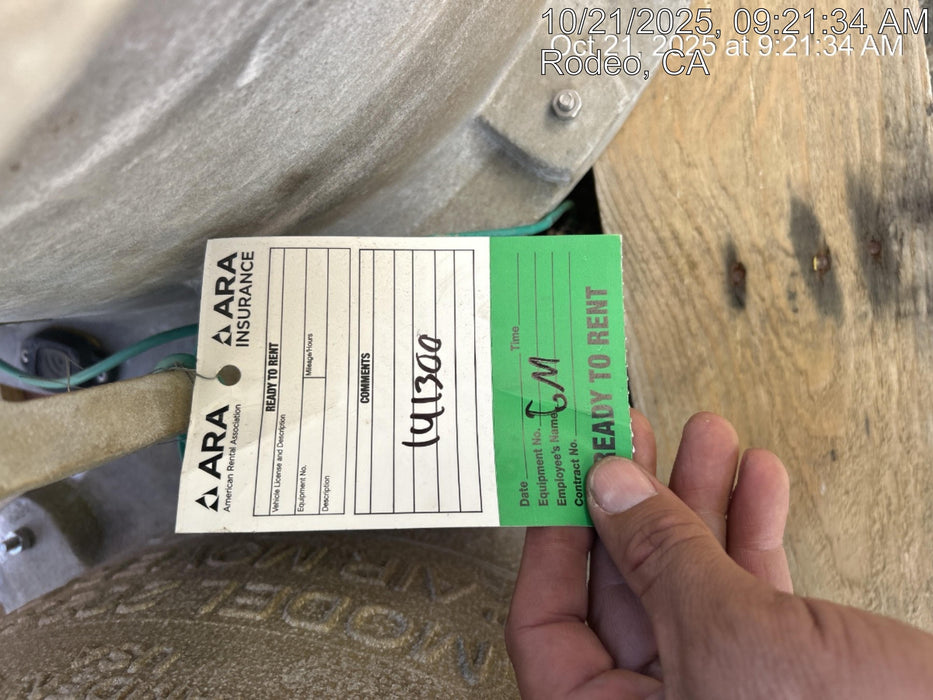 10/21/2025, 09:21:34 AM
Oct 21, 2025 at 9:21:34 AM
Rodeo, CA
ARA
American Rental Association
ARA
INSURANCE
READY TO RENT
Vehicle License and Description
Equipment No.
Mileage/Hours
Description
COMMENTS
141300
Date
Time
Equipment No.
Employee's Name GM
Contract No.
READY TO RENT
MODEL